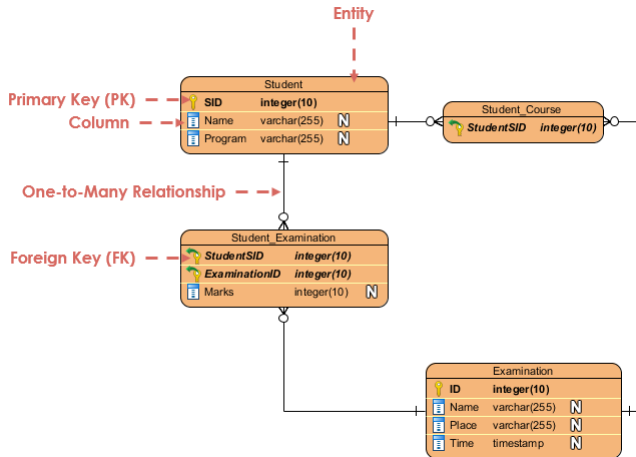 Entity
Student
Primary Key (PK)
SID integer(10)
Column
Name varchar(255) N
Program varchar(255) N
Student_Course
StudentSID integer(10)
One-to-Many Relationship
Student_Examination
Foreign Key (FK)
StudentSID integer(10)
ExaminationID integer(10)
Marks integer(10) N
Examination
ID integer(10)
Name varchar(255) N
Place varchar(255) N
Time timestamp N